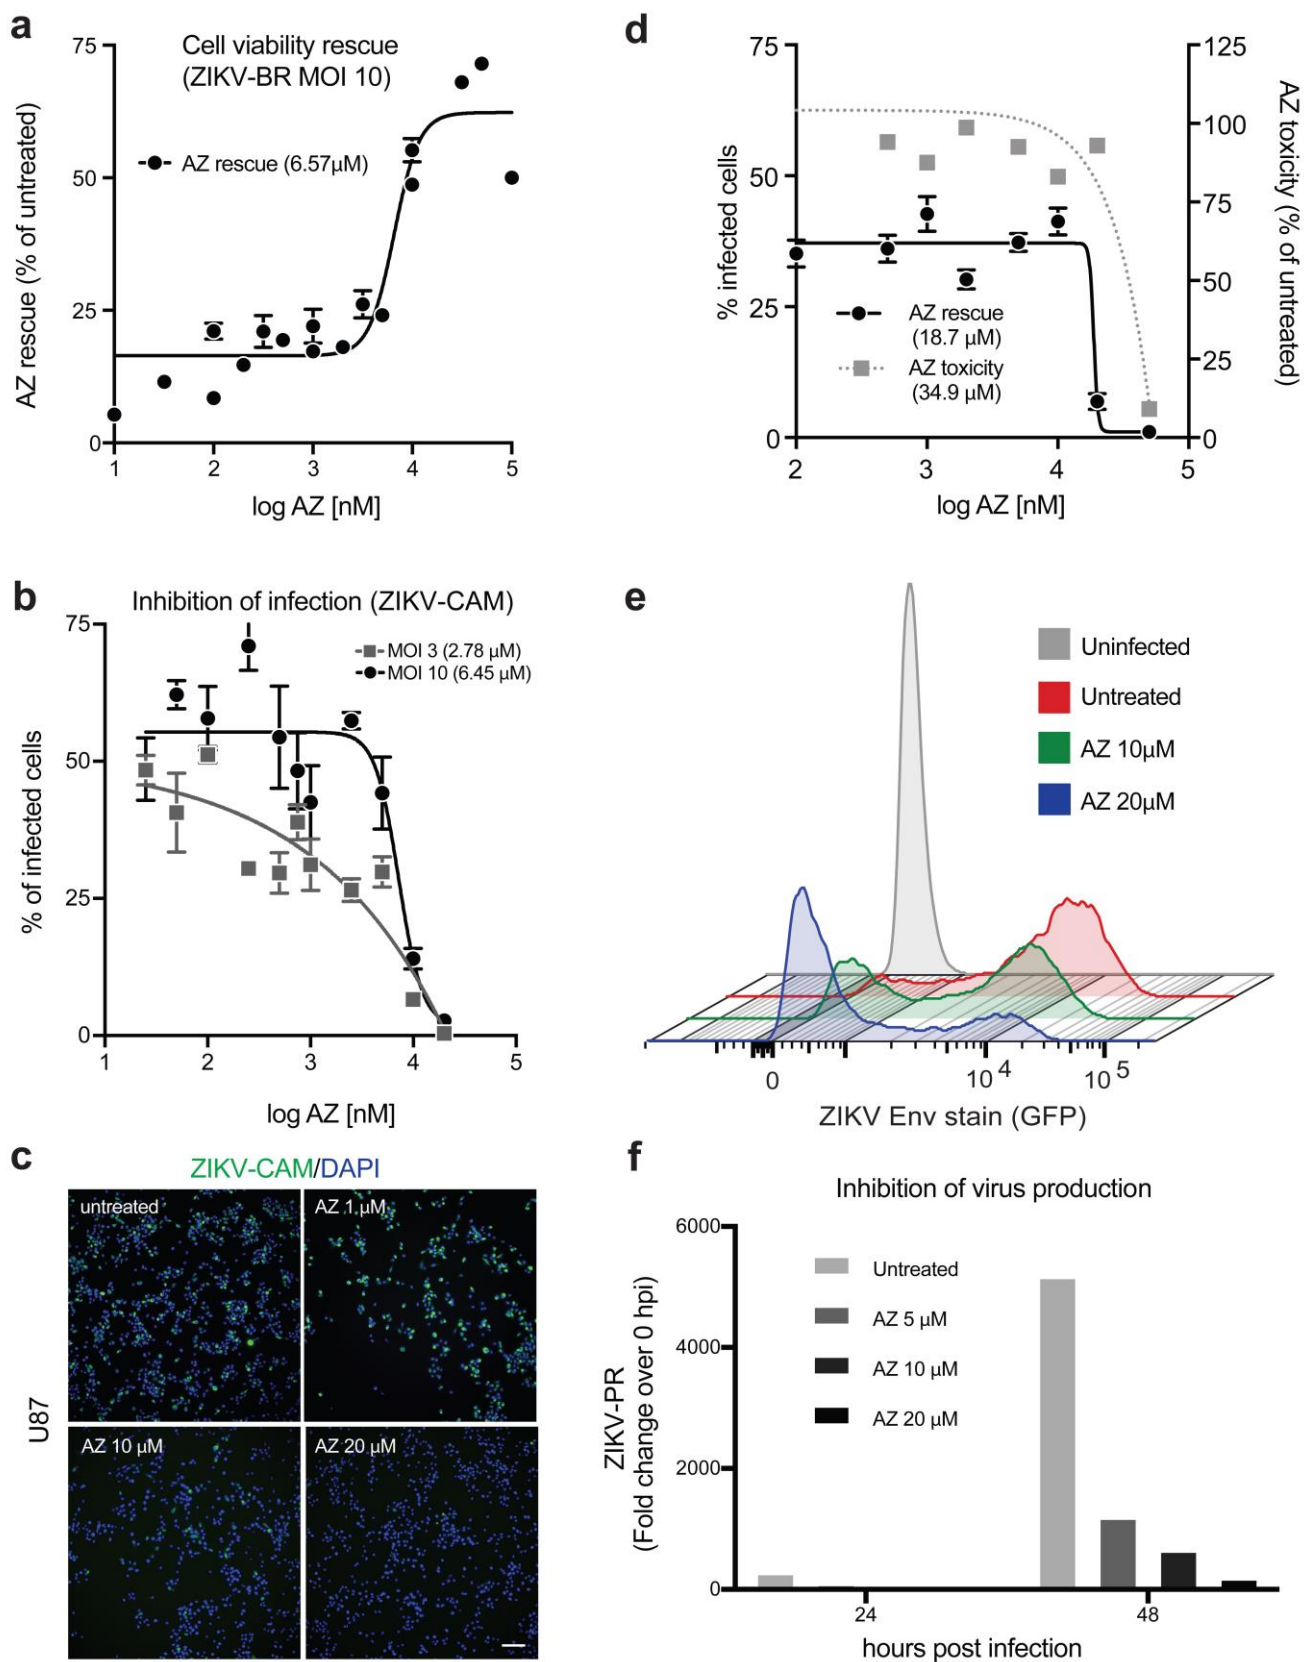 a
Cell viability rescue
(ZIKV-BR MOI 10)
AZ rescue (6.57µM)
AZ rescue (% of untreated)
75
50
25
0
1 2 3 4 5
log AZ [nM]
d
75
50
25
0
% infected cells
125
100
75
50
25
0
AZ toxicity (% of untreated)
AZ rescue
(18.7 µM)
AZ toxicity
(34.9 µM)
2 3 4 5
log AZ [nM]
b
Inhibition of infection (ZIKV-CAM)
MOI 3 (2.78 µM)
MOI 10 (6.45 µM)
% of infected cells
75
50
25
0
1 2 3 4 5
log AZ [nM]
e
Uninfected
Untreated
AZ 10µM
AZ 20µM
0 10 4 10 5
ZIKV Env stain (GFP)
c
ZIKV-CAM/DAPI
untreated
AZ 1 µM
AZ 10 µM
AZ 20 µM
U87
f
Inhibition of virus production
Untreated
AZ 5 µM
AZ 10 µM
AZ 20 µM
ZIKV-PR
(Fold change over 0 hpi)
6000
4000
2000
0
24 48
hours post infection